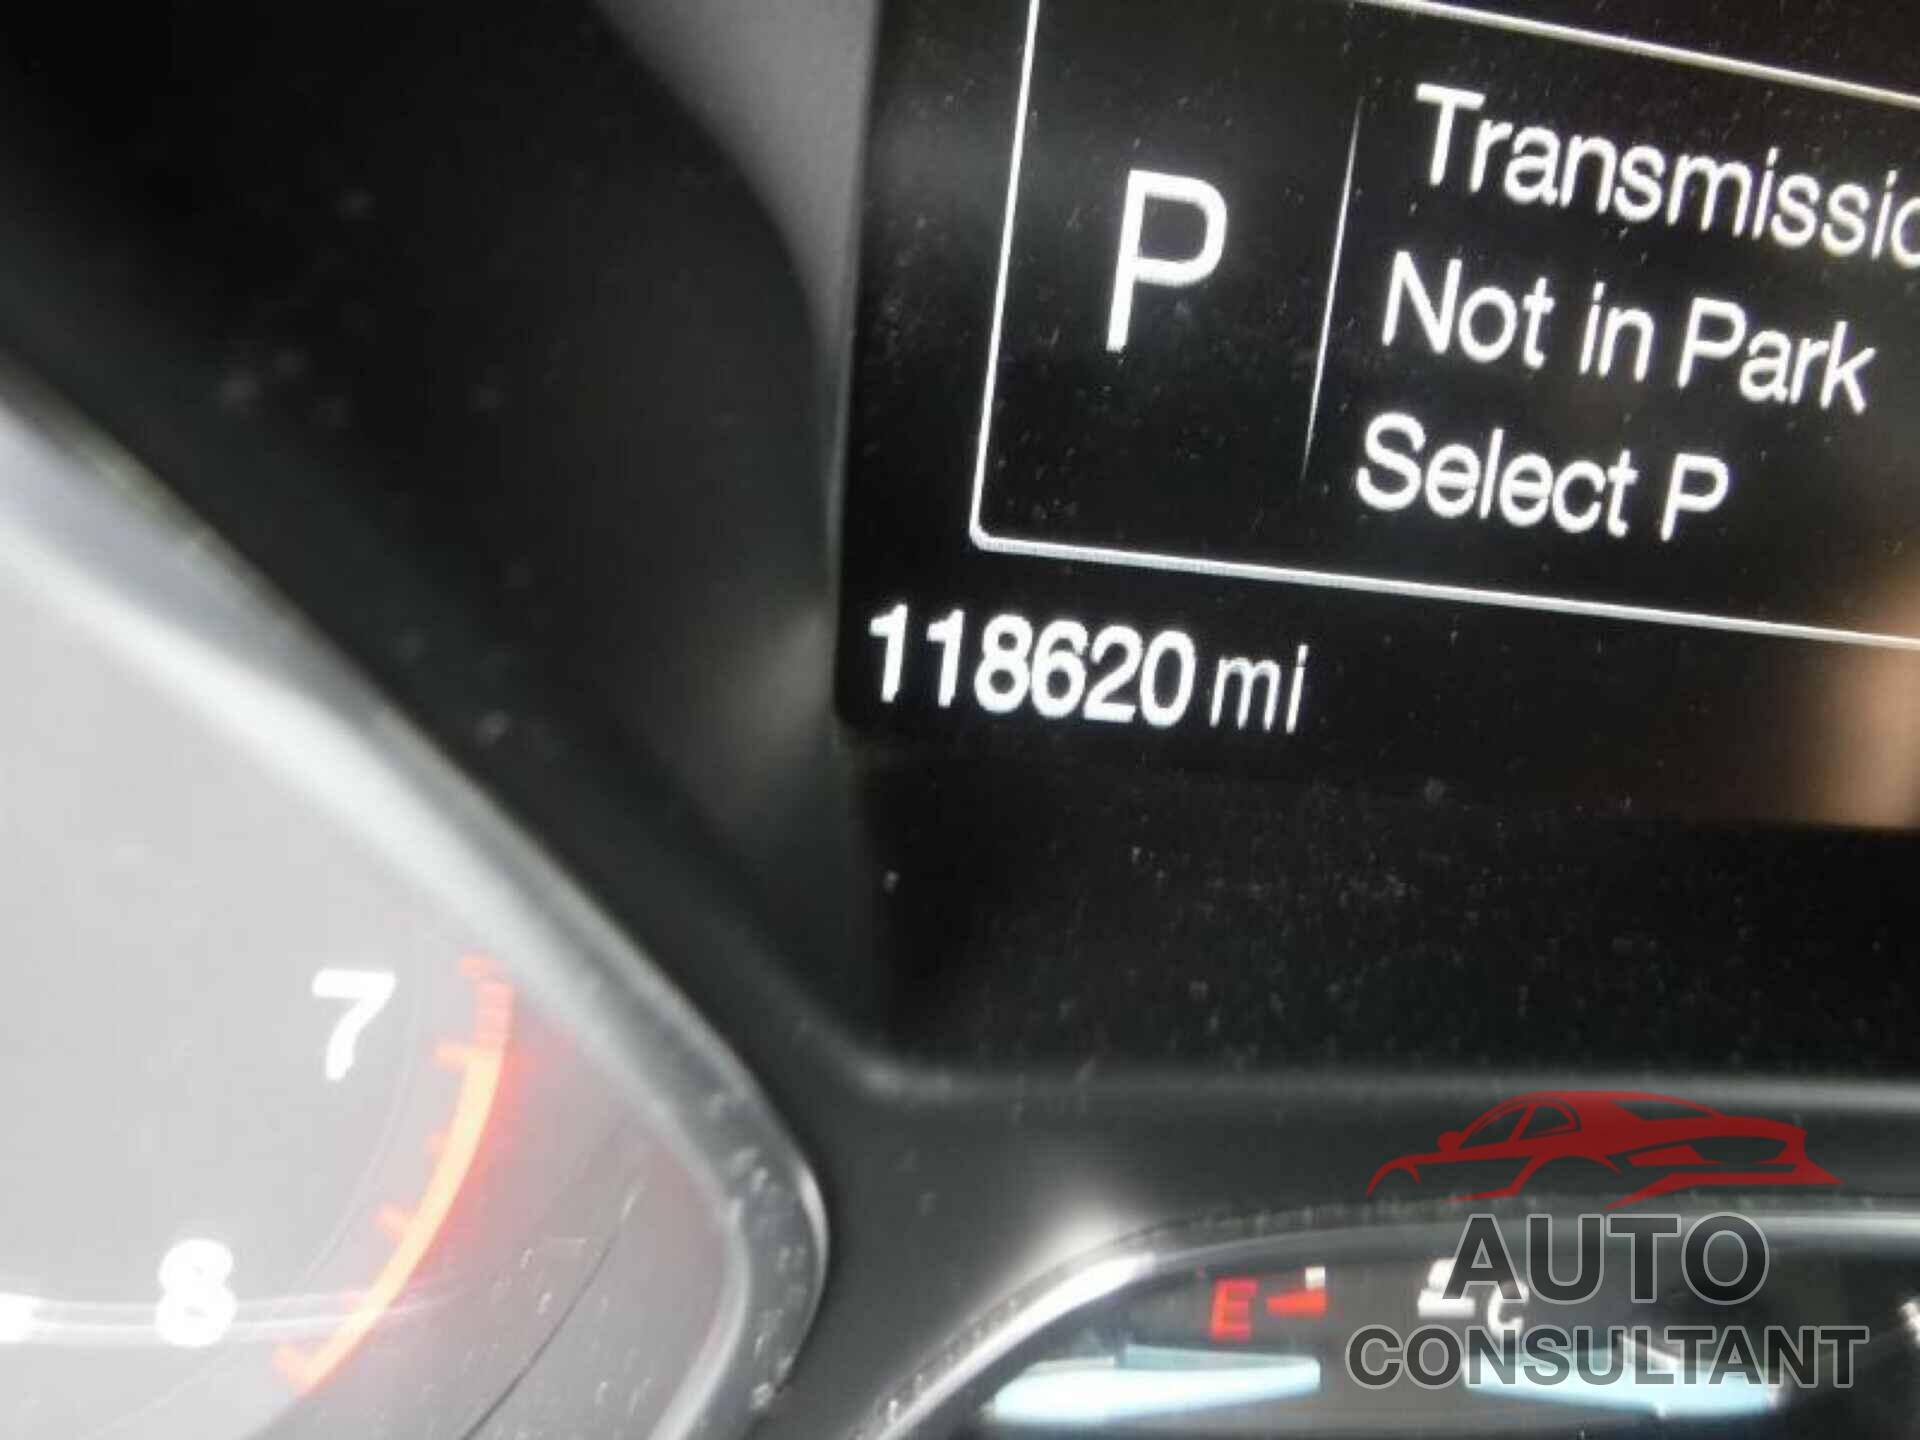 P
Transmissio
Not in Park
Select P
118620 mi
7
8
E
C
AUTO
CONSULTANT